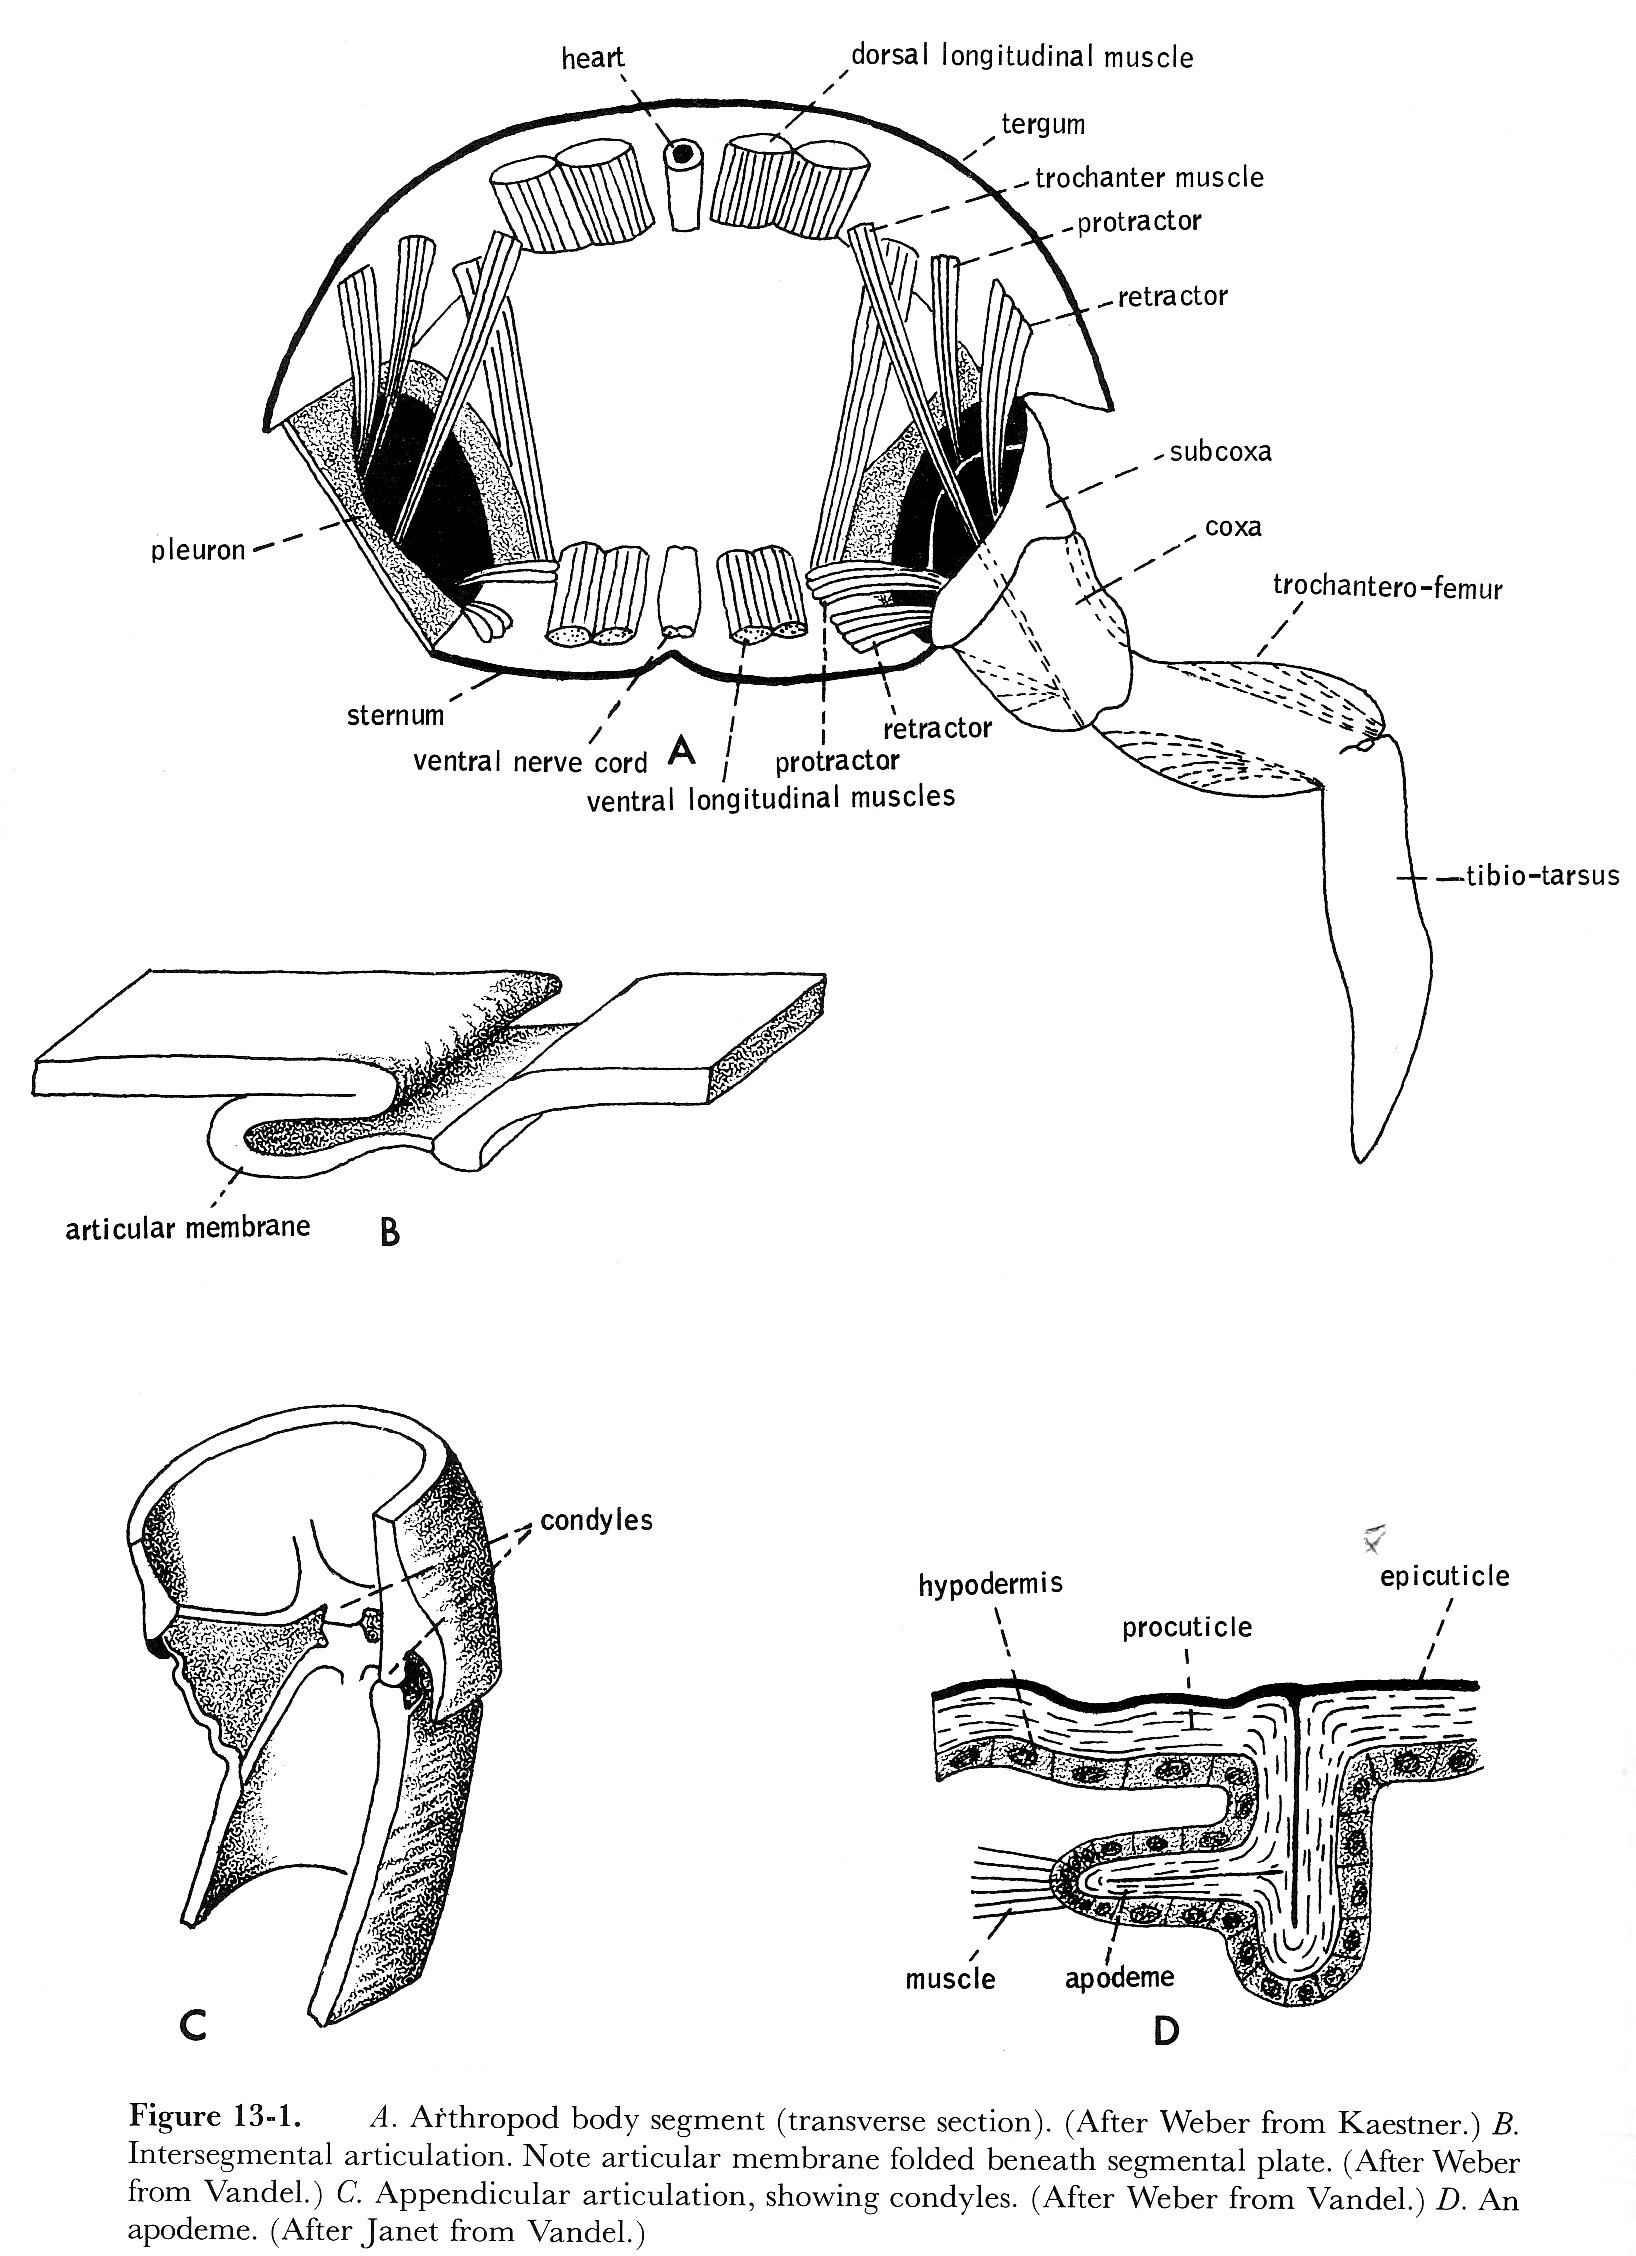 heart
dorsal longitudinal muscle
tergum
trochanter muscle
protractor
retractor
subcoxa
coxa
trochantero-femur
pleuron
sternum
retractor
ventral nerve cord
A
protractor
ventral longitudinal muscles
tibio-tarsus
articular membrane
B
condyles
C
hypodermis
epicuticle
procuticle
muscle
apodeme
D
Figure 13-1. A. Arthropod body segment (transverse section). (After Weber from Kaestner.) B.
Intersegmental articulation. Note articular membrane folded beneath segmental plate. (After Weber
from Vandel.) C. Appendicular articulation, showing condyles. (After Weber from Vandel.) D. An
apodeme. (After Janet from Vandel.)